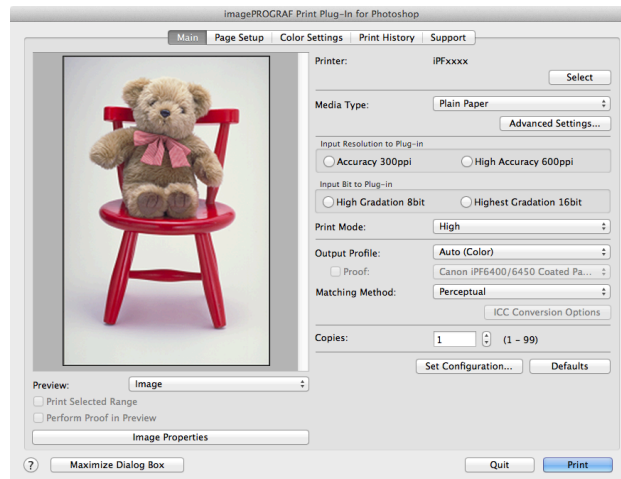 imagePROGRAF Print Plug-In for Photoshop
Main Page Setup Color Settings Print History Support
Printer: iPFxxxx
Select
Media Type: Plain Paper
Advanced Settings...
Input Resolution to Plug-in
Accuracy 300ppi High Accuracy 600ppi
Input Bit to Plug-in
High Gradation 8bit Highest Gradation 16bit
Print Mode: High
Output Profile: Auto (Color)
Proof: Canon iPF6400/6450 Coated Pa...
Matching Method: Perceptual
ICC Conversion Options
Copies: 1 (1 – 99)
Set Configuration... Defaults
Preview: Image
Print Selected Range
Perform Proof in Preview
Image Properties
? Maximize Dialog Box Quit Print